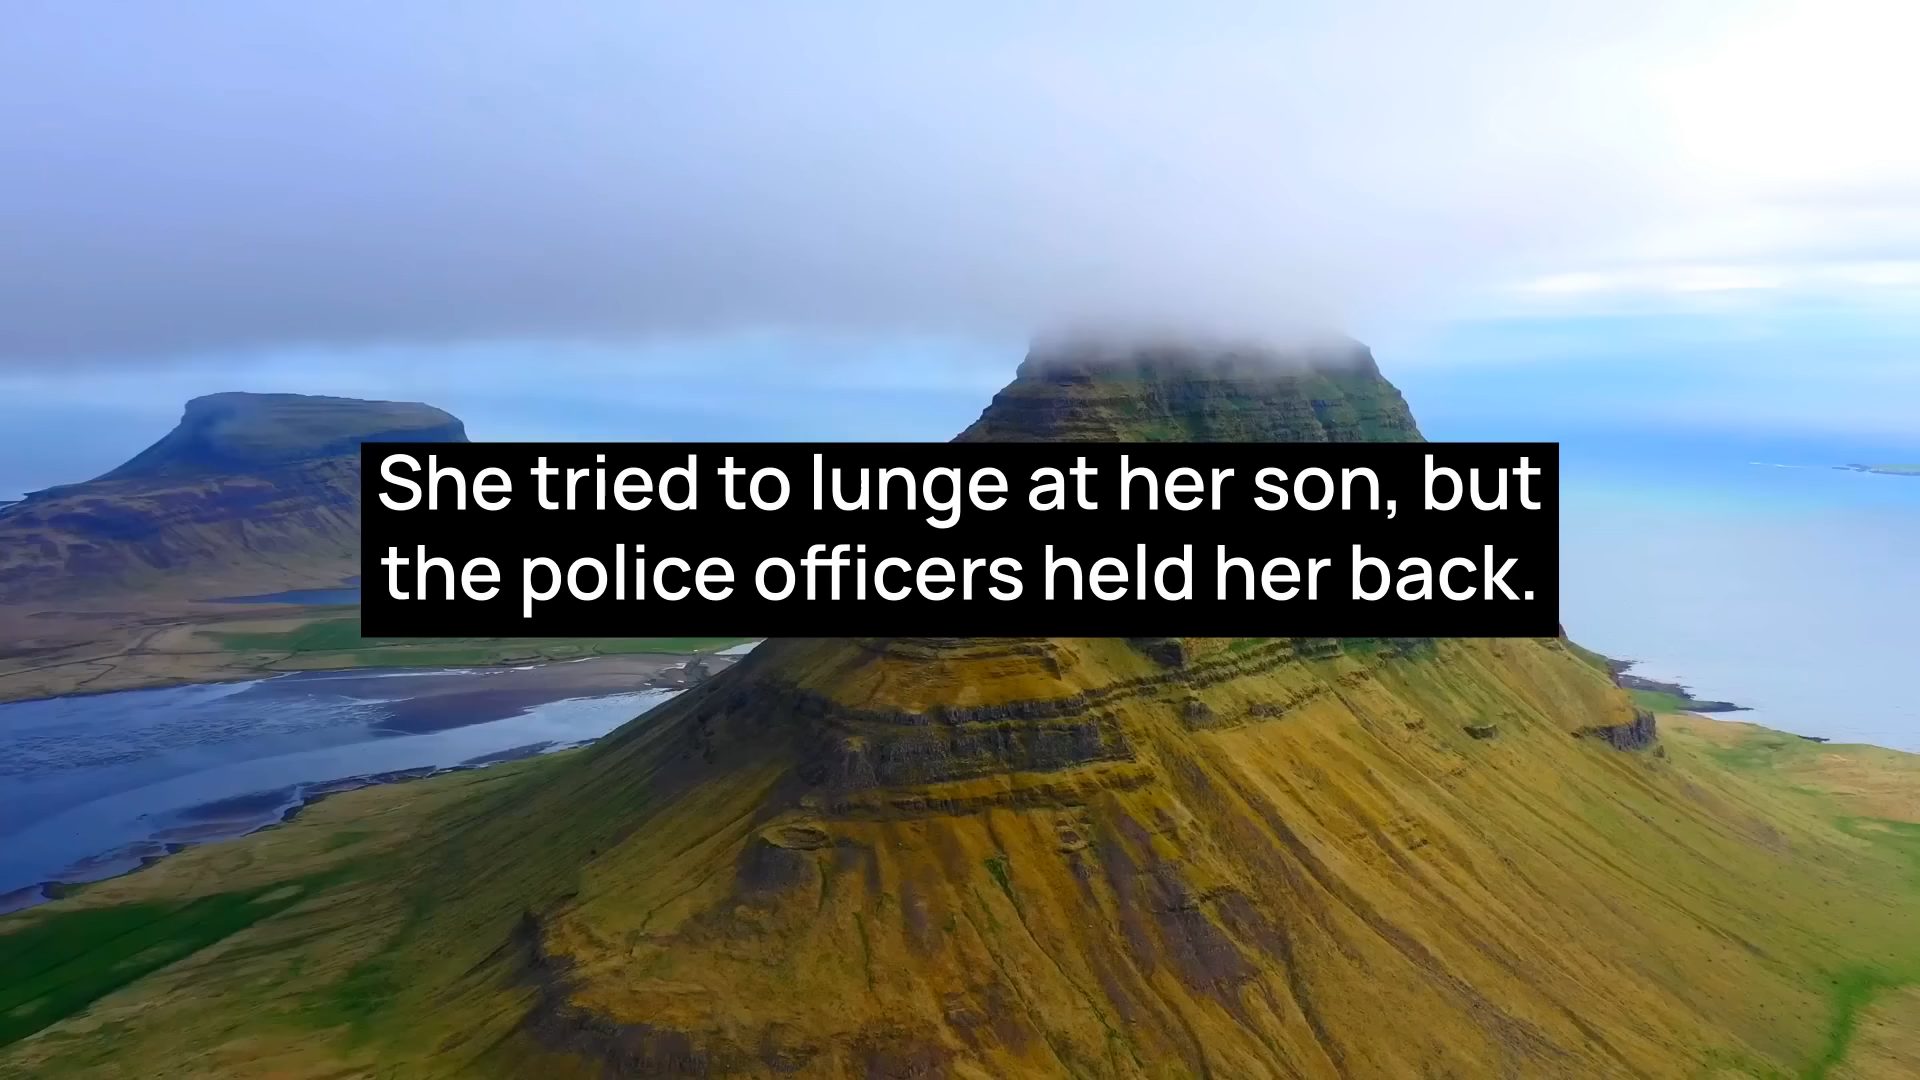 She tried to lunge at her son, but
the police officers held her back.